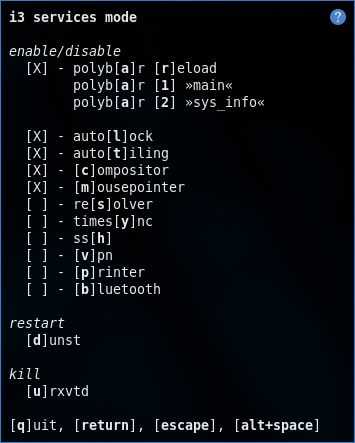 i3 services mode ?
enable/disable
[X] - polyb[a]r [r]eload
polyb[a]r [1] »main«
polyb[a]r [2] »sys_info«
[X] - auto[l]ock
[X] - auto[t]iling
[X] - [c]ompositor
[X] - [m]ousepointer
[ ] - re[s]olver
[ ] - times[y]nc
[ ] - ss[h]
[ ] - [v]pn
[ ] - [p]rinter
[ ] - [b]luetooth
restart
[d]unst
kill
[u]rxvtd
[q]uit, [return], [escape], [alt+space]